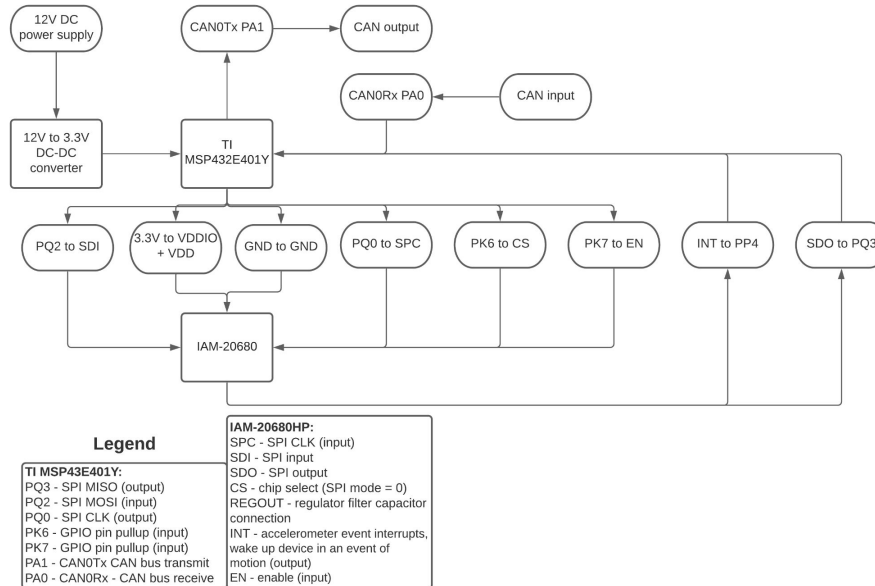 12V DC
power supply
CAN0Tx PA1
CAN output
CAN0Rx PA0
CAN input
12V to 3.3V
DC-DC
converter
TI
MSP432E401Y
PQ2 to SDI
3.3V to VDDIO
+ VDD
GND to GND
PQ0 to SPC
PK6 to CS
PK7 to EN
INT to PP4
SDO to PQ3
IAM-20680
Legend
TI MSP43E401Y:
PQ3 - SPI MISO (output)
PQ2 - SPI MOSI (input)
PQ0 - SPI CLK (output)
PK6 - GPIO pin pullup (input)
PK7 - GPIO pin pullup (input)
PA1 - CAN0Tx CAN bus transmit
PA0 - CAN0Rx - CAN bus receive
IAM-20680HP:
SPC - SPI CLK (input)
SDI - SPI input
SDO - SPI output
CS - chip select (SPI mode = 0)
REGOUT - regulator filter capacitor
connection
INT - accelerometer event interrupts,
wake up device in an event of
motion (output)
EN - enable (input)